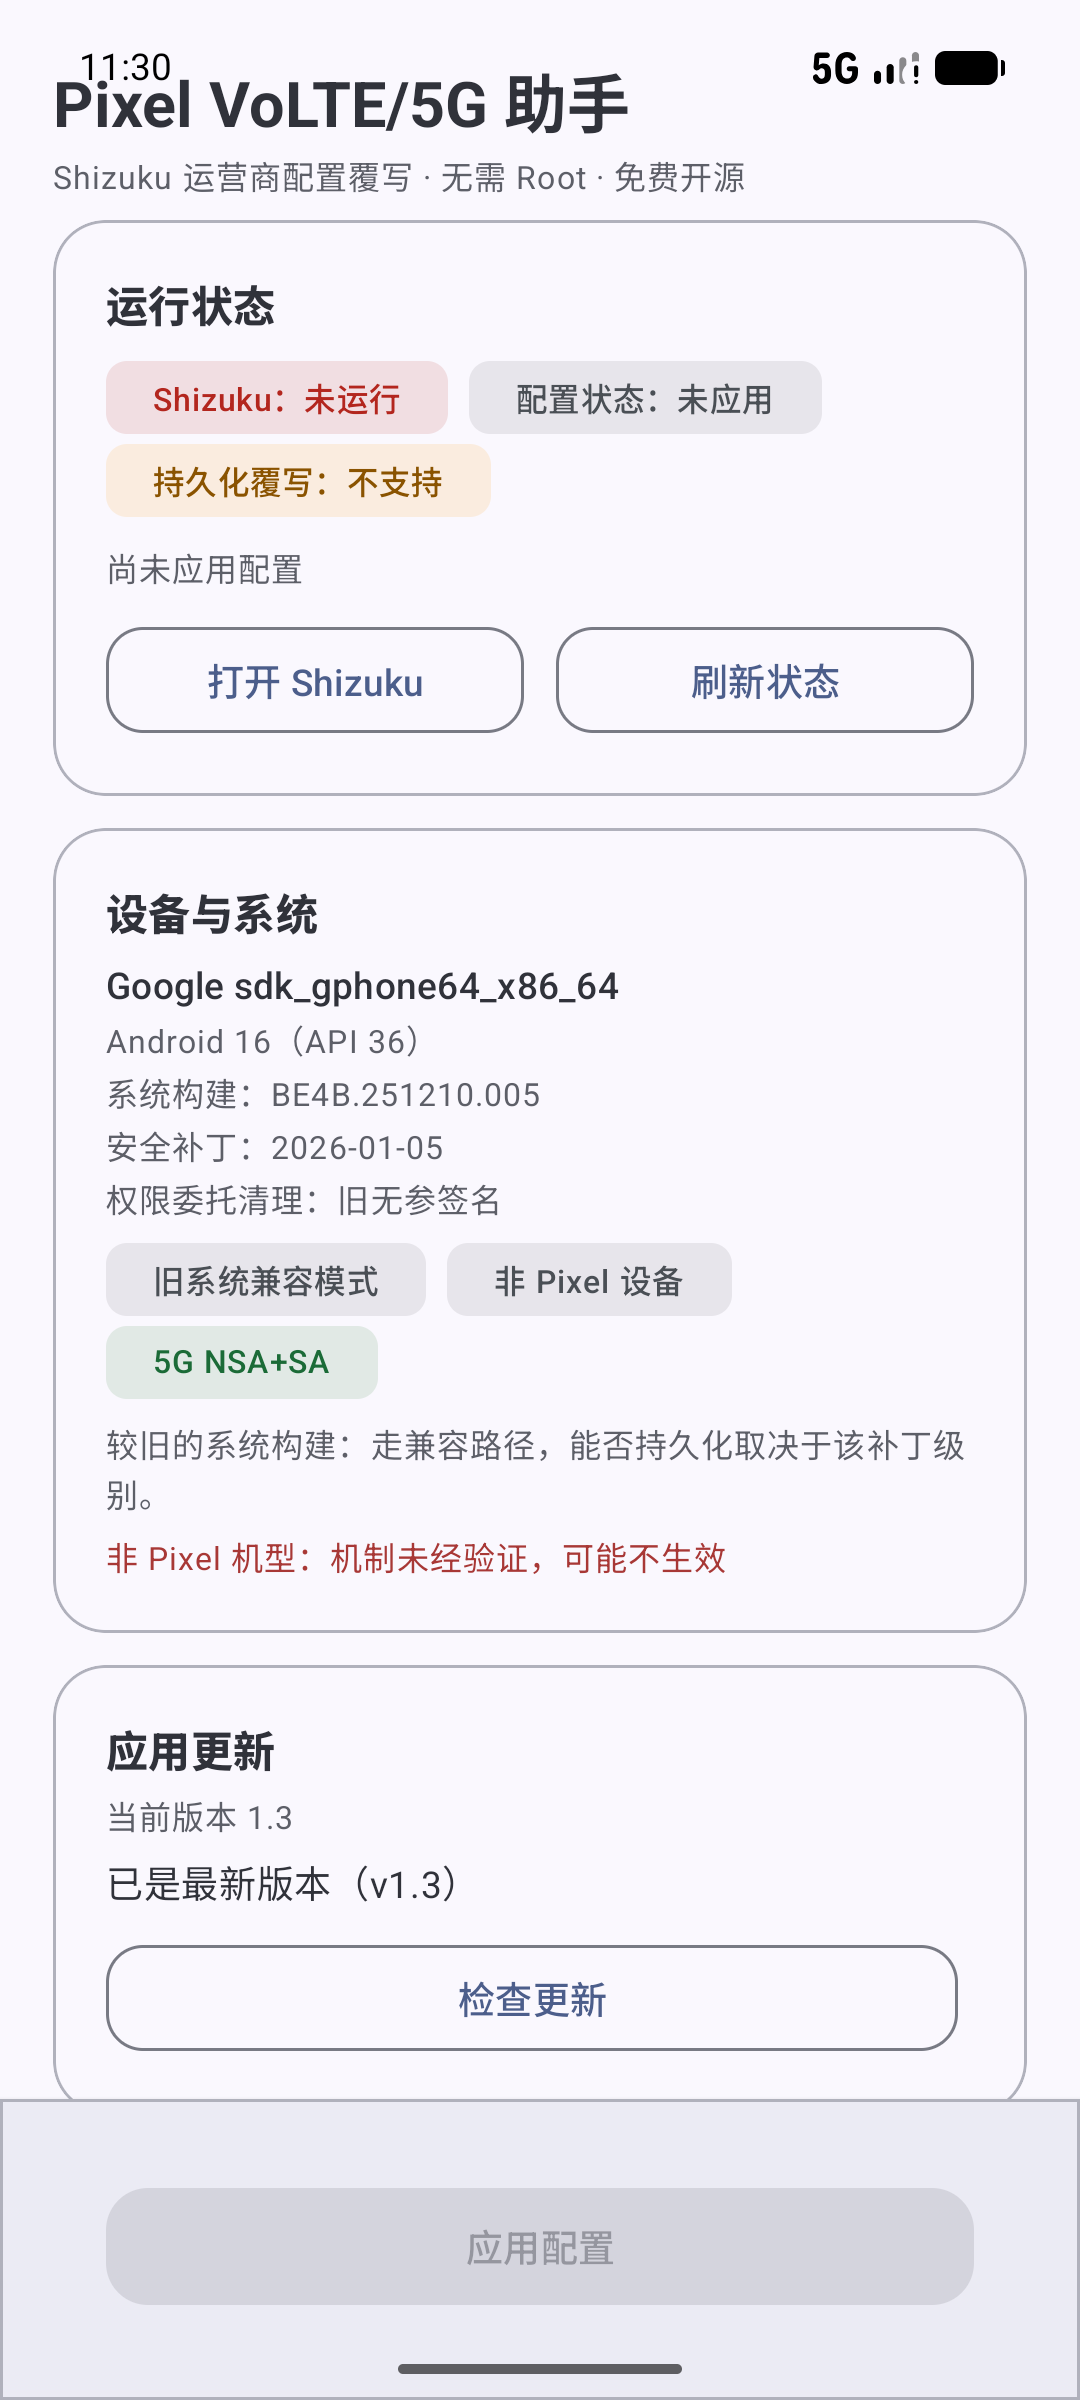 11:30
5G
Pixel VoLTE/5G 助手
Shizuku 运营商配置覆写 · 无需 Root · 免费开源
运行状态
Shizuku：未运行
配置状态：未应用
持久化覆写：不支持
尚未应用配置
打开 Shizuku
刷新状态
设备与系统
Google sdk_gphone64_x86_64
Android 16（API 36）
系统构建：BE4B.251210.005
安全补丁：2026-01-05
权限委托清理：旧无参签名
旧系统兼容模式
非 Pixel 设备
5G NSA+SA
较旧的系统构建：走兼容路径，能否持久化取决于该补丁级
别。
非 Pixel 机型：机制未经验证，可能不生效
应用更新
当前版本 1.3
已是最新版本（v1.3）
检查更新
应用配置